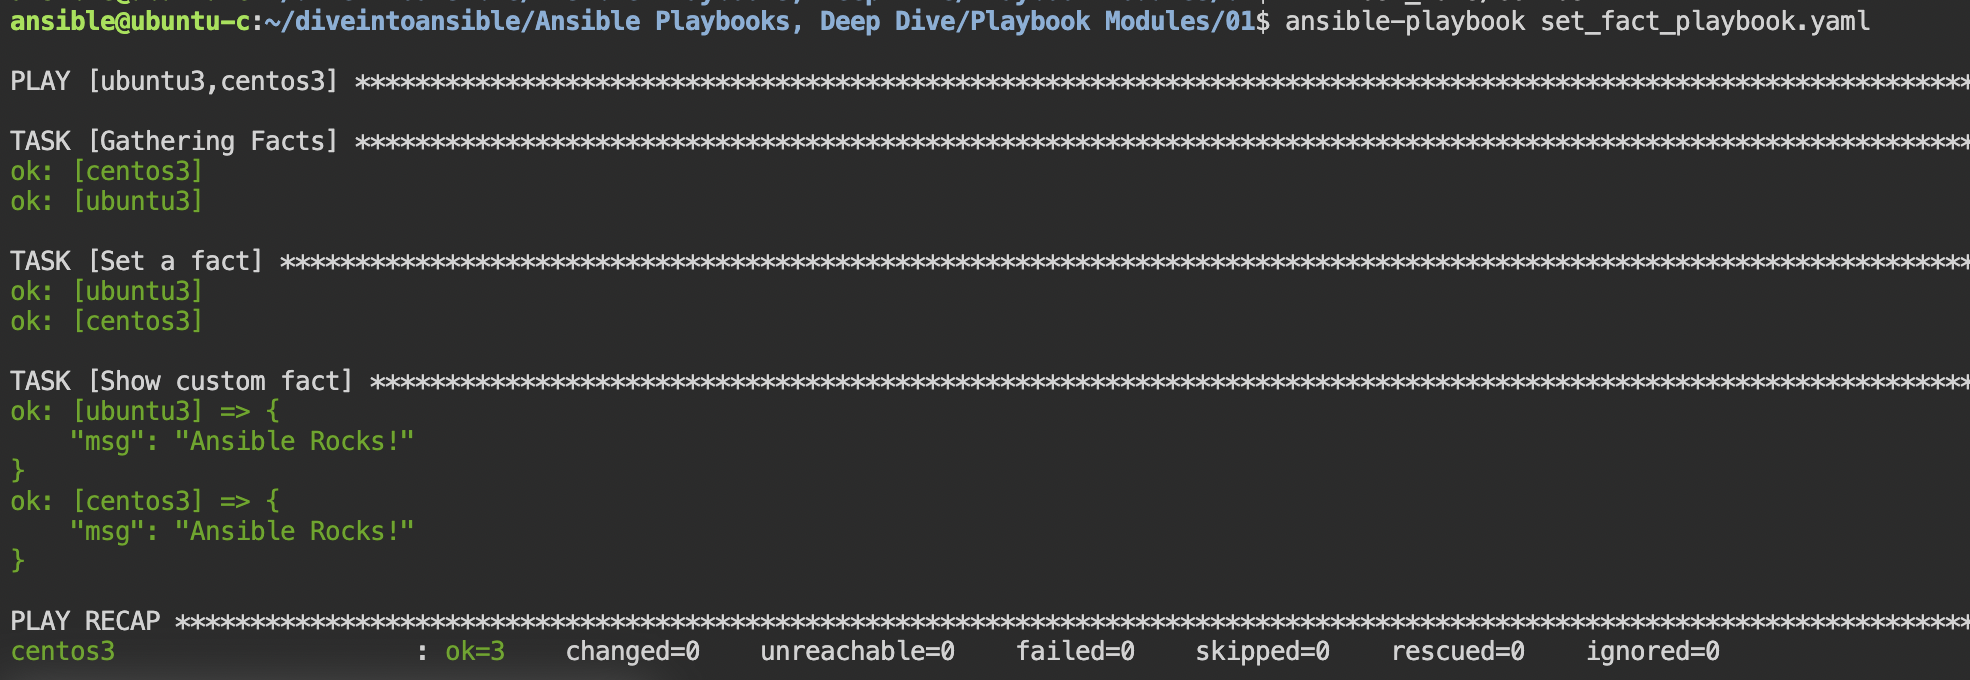 ansible@ubuntu-c:~/diveintoansible/Ansible Playbooks, Deep Dive/Playbook Modules/01$ ansible-playbook set_fact_playbook.yaml
PLAY [ubuntu3,centos3] ************************************************************************************************************
TASK [Gathering Facts] ************************************************************************************************************
ok: [centos3]
ok: [ubuntu3]
TASK [Set a fact] *****************************************************************************************************************
ok: [ubuntu3]
ok: [centos3]
TASK [Show custom fact] ***********************************************************************************************************
ok: [ubuntu3] => {
    "msg": "Ansible Rocks!"
}
ok: [centos3] => {
    "msg": "Ansible Rocks!"
}
PLAY RECAP ************************************************************************************************************************
centos3                    : ok=3    changed=0    unreachable=0    failed=0    skipped=0    rescued=0    ignored=0